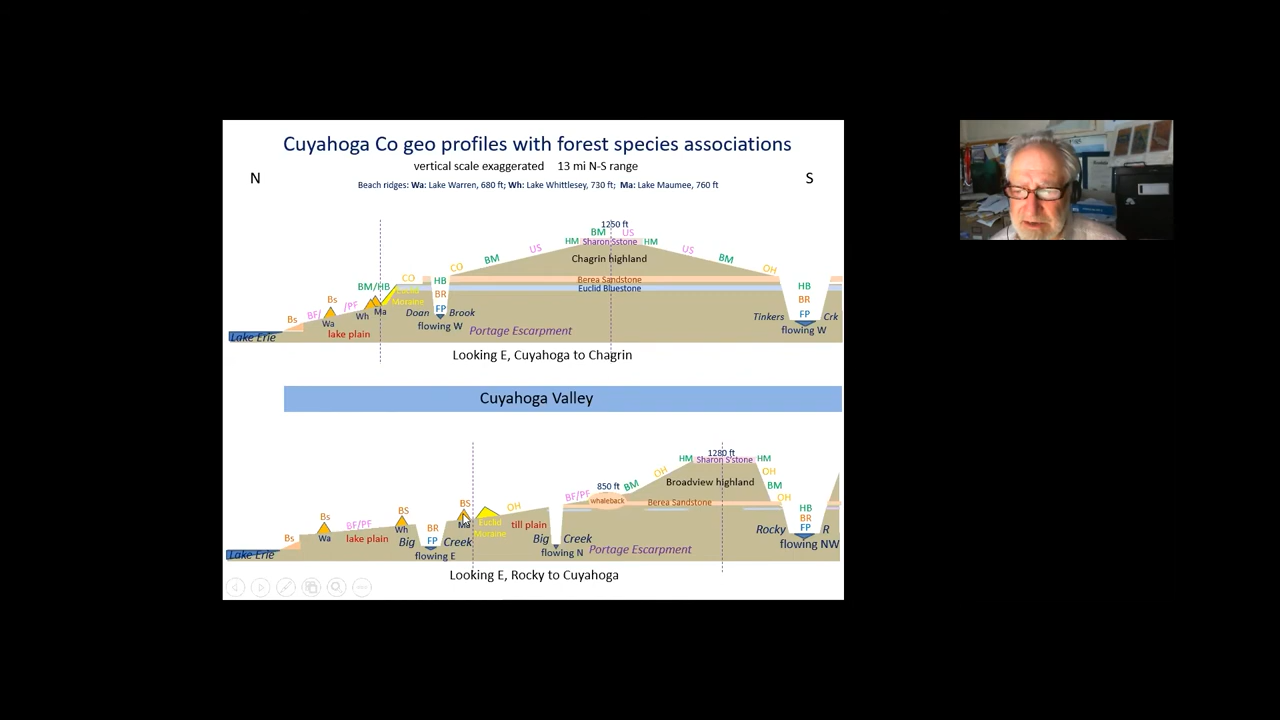 Cuyahoga Co geo profiles with forest species associations
vertical scale exaggerated 13 mi N-S range
N S
Beach ridges: Wa: Lake Warren, 680 ft; Wh: Lake Whittlesey, 730 ft; Ma: Lake Maumee, 760 ft
1250 ft
BM US
HM Sharon Sstone HM
US US
BM Chagrin highland BM
CO OH
CO Berea Sandstone
HB Euclid Bluestone HB
BM/HB Euclid BR BR
Bs Moraine
BF/ /PF Ma Doan FP Brook Tinkers FP Crk
Bs Wa Wh flowing W flowing W
Lake Erie lake plain Portage Escarpment
Looking E, Cuyahoga to Chagrin
Cuyahoga Valley
1280 ft
HM Sharon S'stone HM
OH OH
850 ft BM Broadview highland BM
BF/PF whaleback Berea Sandstone OH
BS BS OH HB
Bs BF/PF Wh BR Ma Euclid till plain BR
Wa lake plain Moraine Rocky FP R
Bs Big FP Creek Big Creek flowing NW
Lake Erie flowing E flowing N Portage Escarpment
Looking E, Rocky to Cuyahoga